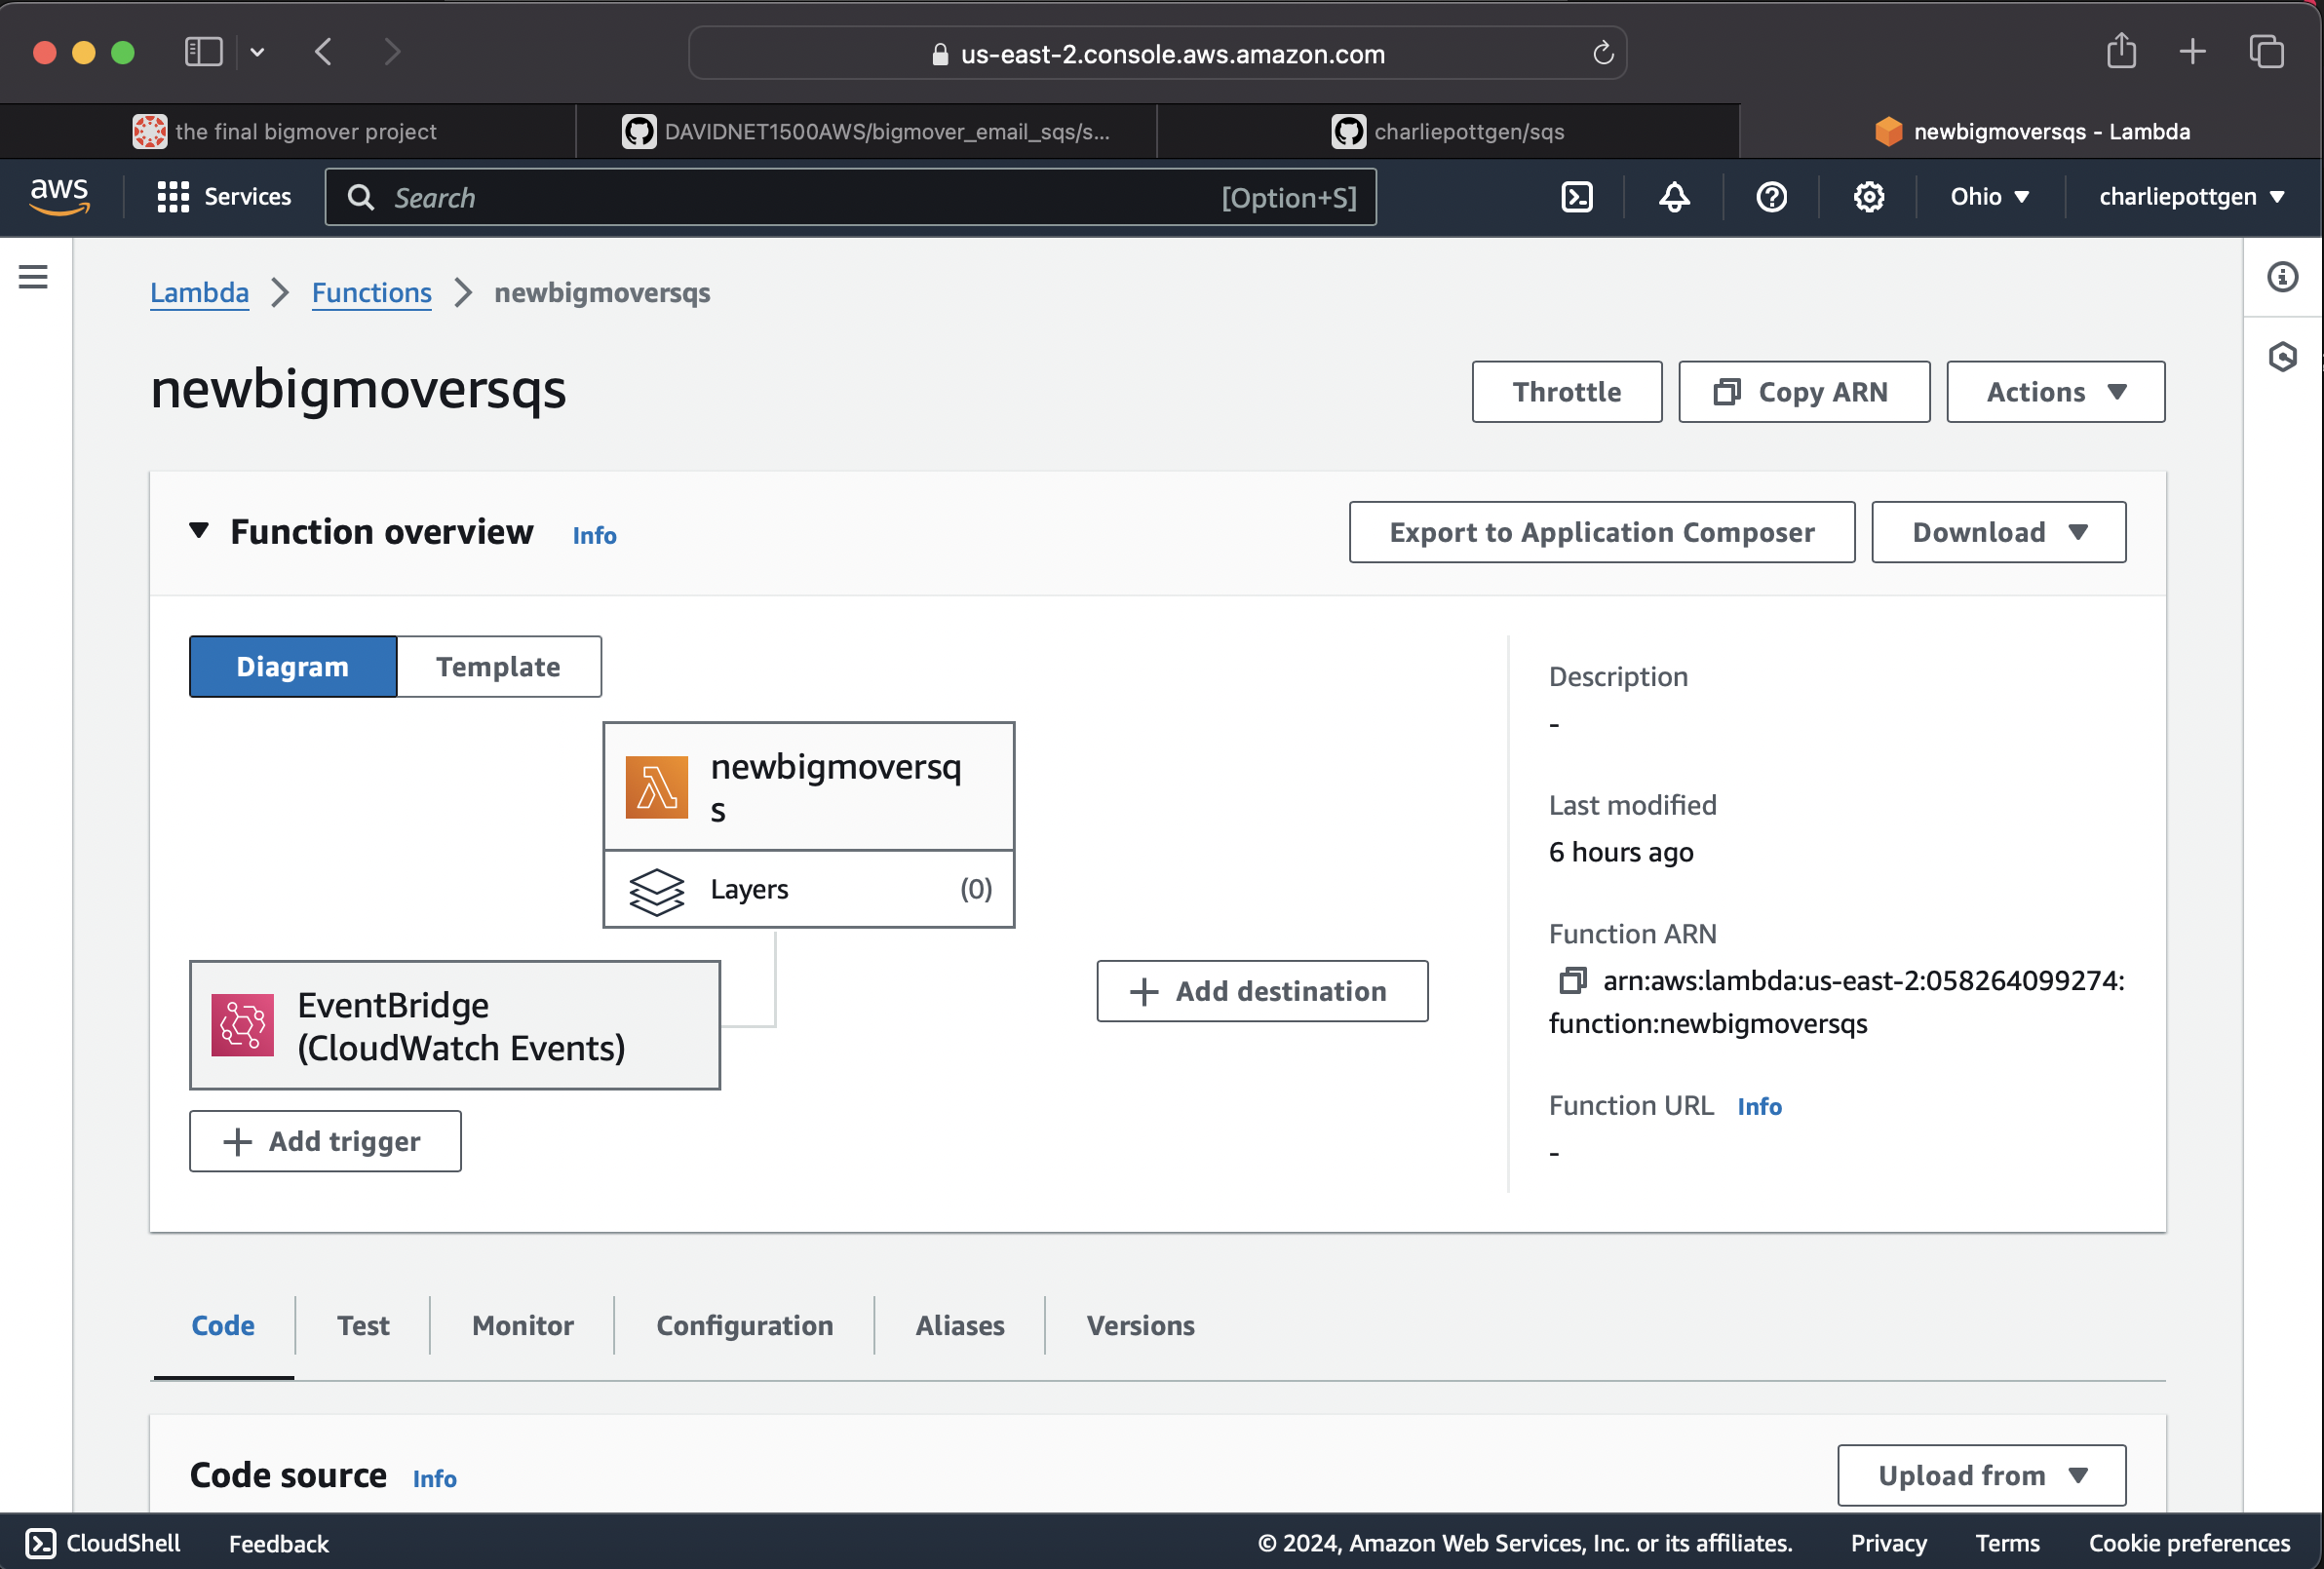 us-east-2.console.aws.amazon.com
the final bigmover project
DAVIDNET1500AWS/bigmover_email_sqs/s...
charliepottgen/sqs
newbigmoversqs - Lambda
aws
Services
Search
[Option+S]
Ohio
charliepottgen
Lambda
Functions
newbigmoversqs
newbigmoversqs
Throttle
Copy ARN
Actions
Function overview
Info
Export to Application Composer
Download
Diagram
Template
newbigmoversq
s
Layers
(0)
EventBridge
(CloudWatch Events)
Add trigger
Add destination
Description
-
Last modified
6 hours ago
Function ARN
arn:aws:lambda:us-east-2:058264099274:
function:newbigmoversqs
Function URL
Info
-
Code
Test
Monitor
Configuration
Aliases
Versions
Code source
Info
Upload from
CloudShell
Feedback
© 2024, Amazon Web Services, Inc. or its affiliates.
Privacy
Terms
Cookie preferences